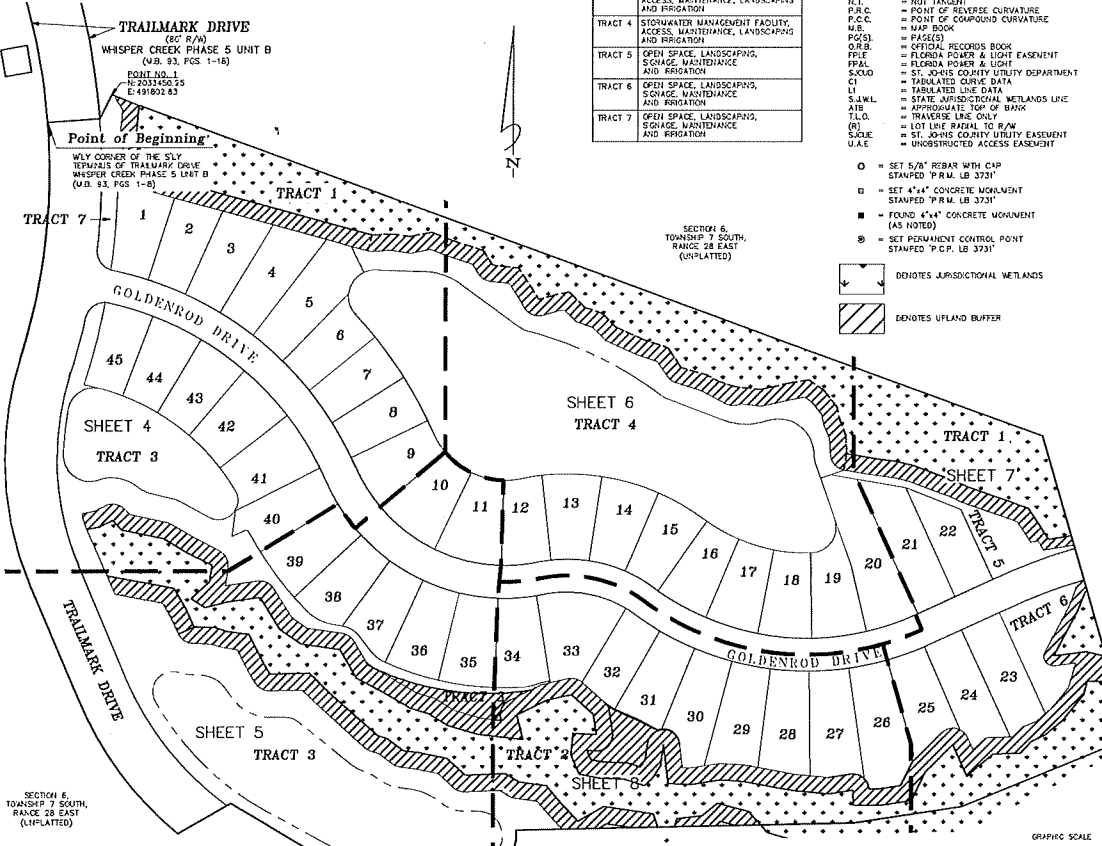 TRAILMARK DRIVE
(80' R/W)
WHISPER CREEK PHASE 5 UNIT B
(M.B. 93, PGS 1-18)
POINT NO. 1
N: 2033450.25
E: 491802.83
Point of Beginning
W'LY CORNER OF THE S'LY
TERMINUS OF TRAILMARK DRIVE
WHISPER CREEK PHASE 5 UNIT B
(M.B. 93, PGS 1-8)
ACCESS, MAINTENANCE, LANDSCAPING
AND IRRIGATION
TRACT 4 STORMWATER MANAGEMENT FACILITY,
ACCESS, MAINTENANCE, LANDSCAPING
AND IRRIGATION
TRACT 5 OPEN SPACE, LANDSCAPING,
SIGNAGE, MAINTENANCE
AND IRRIGATION
TRACT 6 OPEN SPACE, LANDSCAPING,
SIGNAGE, MAINTENANCE
AND IRRIGATION
TRACT 7 OPEN SPACE, LANDSCAPING,
SIGNAGE, MAINTENANCE
AND IRRIGATION
N.T. = NOT TANGENT
P.R.C. = POINT OF REVERSE CURVATURE
P.C.C. = POINT OF COMPOUND CURVATURE
M.B. = MAP BOOK
PG(S). = PAGE(S)
O.R.B. = OFFICIAL RECORDS BOOK
FPLE = FLORIDA POWER & LIGHT EASEMENT
FP&L = FLORIDA POWER & LIGHT
SJCUD = ST. JOHNS COUNTY UTILITY DEPARTMENT
C1 = TABULATED CURVE DATA
L1 = TABULATED LINE DATA
S.J.W.L. = STATE JURISDICTIONAL WETLANDS LINE
ATB = APPROXIMATE TOP OF BANK
T.L.O. = TRAVERSE LINE ONLY
(R) = LOT LINE RADIAL TO R/W
SJCUE = ST. JOHNS COUNTY UTILITY EASEMENT
U.A.E = UNOBSTRUCTED ACCESS EASEMENT
= SET 5/8" REBAR WITH CAP
STAMPED 'P.R.M. LB 3731'
= SET 4"x4" CONCRETE MONUMENT
STAMPED 'P.R.M. LB 3731'
= FOUND 4"x4" CONCRETE MONUMENT
(AS NOTED)
= SET PERMANENT CONTROL POINT
STAMPED 'P.C.P. LB 3731'
DENOTES JURISDICTIONAL WETLANDS
DENOTES UPLAND BUFFER
N
SECTION 6,
TOWNSHIP 7 SOUTH,
RANGE 28 EAST
(UNPLATTED)
TRACT 1
TRACT 7
1
2
3
4
5
6
7
8
9
10
11
12
13
14
15
16
17
18
19
20
21
22
TRACT 5
GOLDENROD DRIVE
45
44
43
42
41
40
39
38
37
36
35
34
33
32
31
30
29
28
27
26
25
24
23
TRACT 6
SHEET 4
TRACT 3
SHEET 6
TRACT 4
TRACT 1
SHEET 7
GOLDENROD DRIVE
TRAILMARK DRIVE
SHEET 5
TRACT 3
TRACT 3
TRACT 2
SHEET 8
SECTION 6,
TOWNSHIP 7 SOUTH,
RANGE 28 EAST
(UNPLATTED)
GRAPHIC SCALE